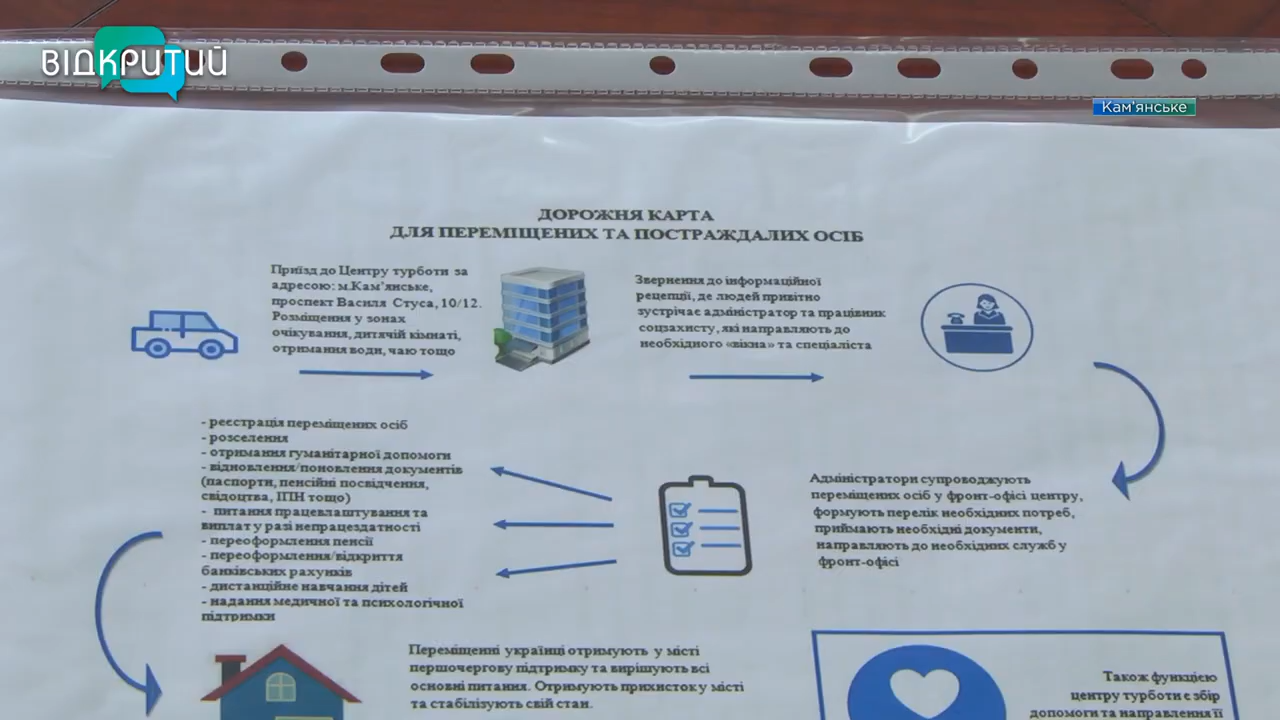 ВІДКРИТИЙ
Кам'янське
ДОРОЖНЯ КАРТА
ДЛЯ ПЕРЕМІЩЕНИХ ТА ПОСТРАЖДАЛИХ ОСІБ
Приїзд до Центру турботи за
адресою: м.Кам'янське,
проспект Василя Стуса, 10/12.
Розміщення у зонах
очікування, дитячій кімнаті,
отримання води, чаю тощо
Звернення до інформаційної
рецепції, де людей привітно
зустрічає адміністратор та працівник
соцзахисту, які направляють до
необхідного «вікна» та спеціаліста
Адміністратори супроводжують
переміщених осіб у фронт-офісі центру,
формують перелік необхідних потреб,
приймають необхідні документи,
направляють до необхідних служб у
фронт-офісі
- реєстрація переміщених осіб
- розселення
- отримання гуманітарної допомоги
- відновлення/поновлення документів
(паспорти, пенсійні посвідчення,
свідоцтва, ІПН тощо)
- питання працевлаштування та
виплат у разі непрацездатності
- переоформлення пенсії
- переоформлення/відкриття
банківських рахунків
- дистанційне навчання дітей
- надання медичної та психологічної
підтримки
Переміщенні українці отримують у місті
першочергову підтримку та вирішують всі
основні питання. Отримують прихисток у місті
та стабілізують свій стан.
Також функцією
центру турботи є збір
допомоги та направлення її